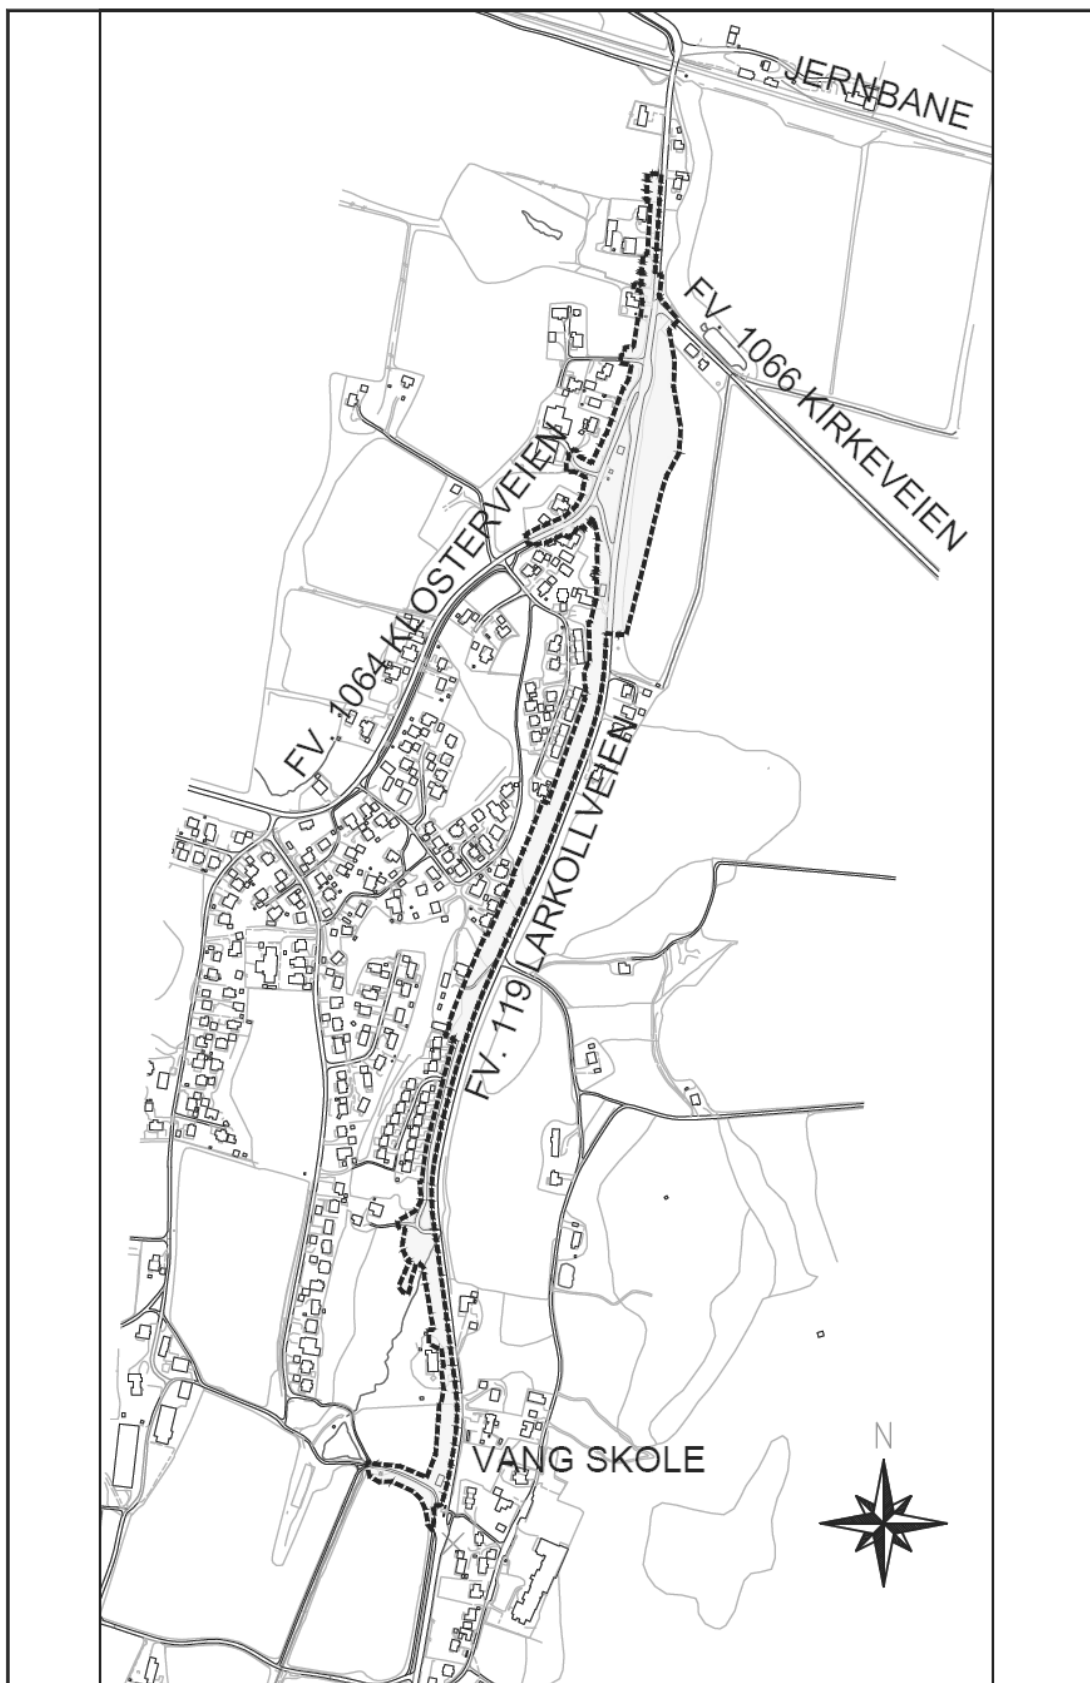 JERNBANE
FV. 1066 KIRKEVEIEN
FV. 1064 KLOSTERVEIEN
FV. 119 LARKOLLVEIEN
VANG SKOLE
N